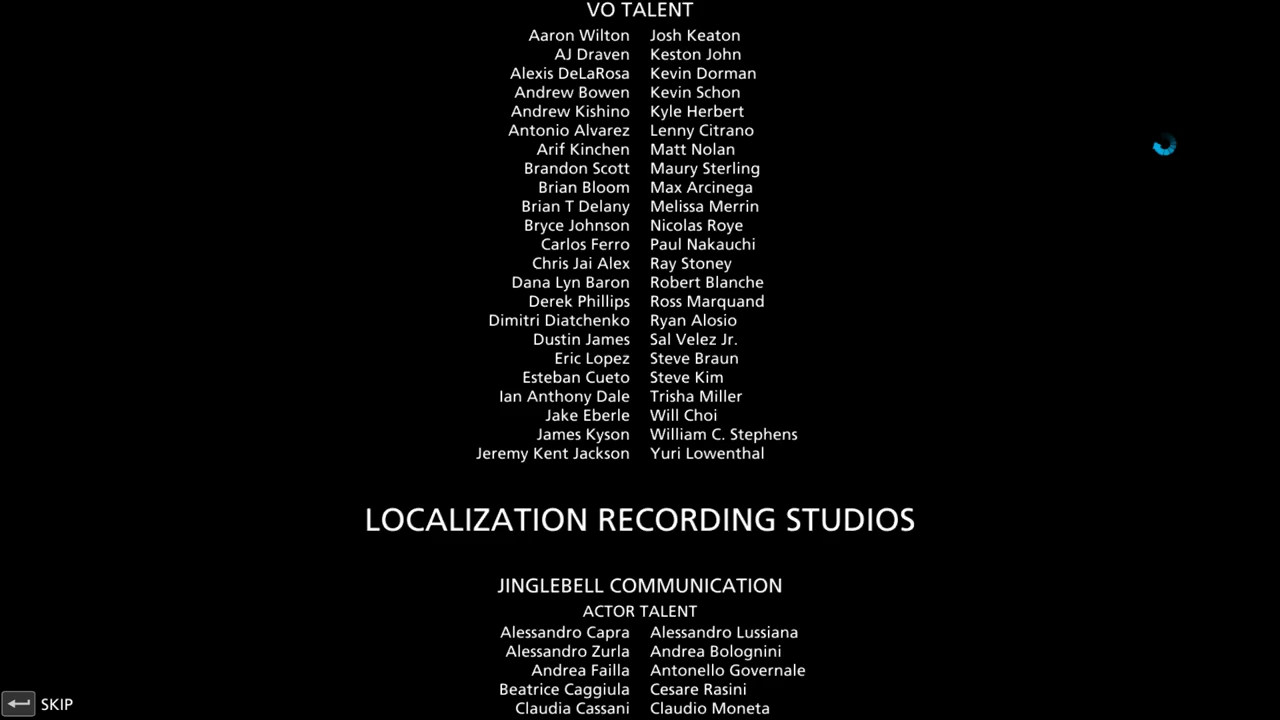 VO TALENT
Aaron Wilton Josh Keaton
AJ Draven Keston John
Alexis DeLaRosa Kevin Dorman
Andrew Bowen Kevin Schon
Andrew Kishino Kyle Herbert
Antonio Alvarez Lenny Citrano
Arif Kinchen Matt Nolan
Brandon Scott Maury Sterling
Brian Bloom Max Arcinega
Brian T Delany Melissa Merrin
Bryce Johnson Nicolas Roye
Carlos Ferro Paul Nakauchi
Chris Jai Alex Ray Stoney
Dana Lyn Baron Robert Blanche
Derek Phillips Ross Marquand
Dimitri Diatchenko Ryan Alosio
Dustin James Sal Velez Jr.
Eric Lopez Steve Braun
Esteban Cueto Steve Kim
Ian Anthony Dale Trisha Miller
Jake Eberle Will Choi
James Kyson William C. Stephens
Jeremy Kent Jackson Yuri Lowenthal
LOCALIZATION RECORDING STUDIOS
JINGLEBELL COMMUNICATION
ACTOR TALENT
Alessandro Capra Alessandro Lussiana
Alessandro Zurla Andrea Bolognini
Andrea Failla Antonello Governale
Beatrice Caggiula Cesare Rasini
Claudia Cassani Claudio Moneta
SKIP